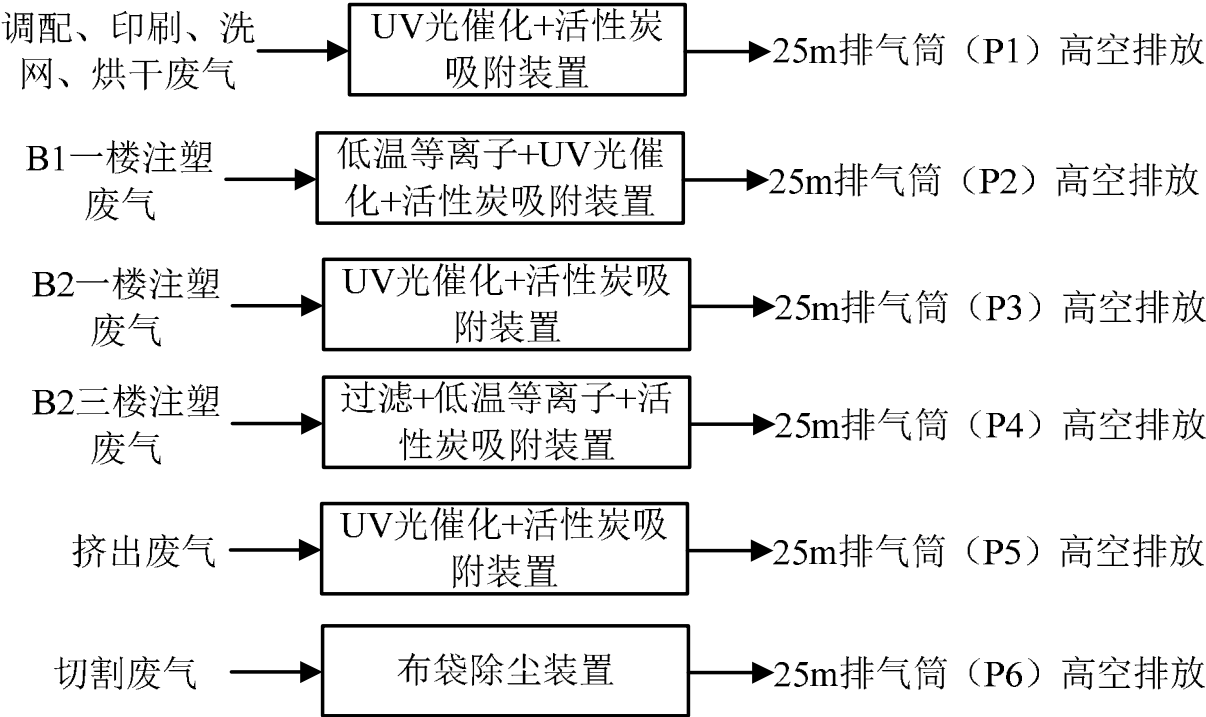 调配、印刷、洗
网、烘干废气
UV光催化+活性炭
吸附装置
25m排气筒（P1）高空排放
B1一楼注塑
废气
低温等离子+UV光催
化+活性炭吸附装置
25m排气筒（P2）高空排放
B2一楼注塑
废气
UV光催化+活性炭吸
附装置
25m排气筒（P3）高空排放
B2三楼注塑
废气
过滤+低温等离子+活
性炭吸附装置
25m排气筒（P4）高空排放
挤出废气
UV光催化+活性炭吸
附装置
25m排气筒（P5）高空排放
切割废气
布袋除尘装置
25m排气筒（P6）高空排放